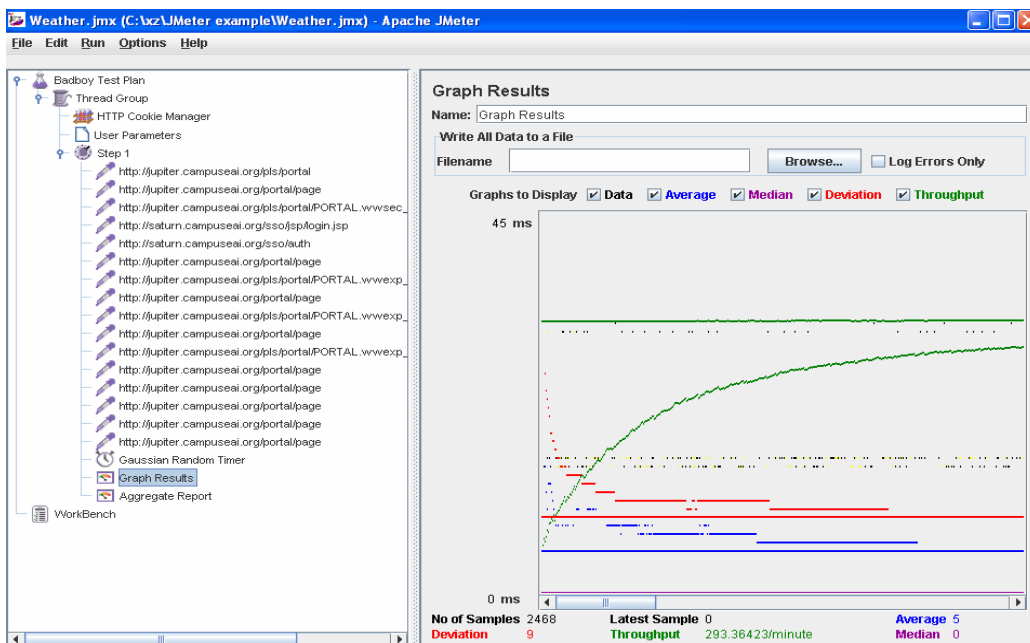 Weather.jmx (C:\xz\JMeter example\Weather.jmx) - Apache JMeter
File Edit Run Options Help
Badboy Test Plan
Thread Group
HTTP Cookie Manager
User Parameters
Step 1
http://jupiter.campuseai.org/pls/portal
http://jupiter.campuseai.org/portal/page
http://jupiter.campuseai.org/pls/portal/PORTAL.wwsec_
http://saturn.campuseai.org/sso/jsp/login.jsp
http://saturn.campuseai.org/sso/auth
http://jupiter.campuseai.org/portal/page
http://jupiter.campuseai.org/pls/portal/PORTAL.wwexp_
http://jupiter.campuseai.org/portal/page
http://jupiter.campuseai.org/pls/portal/PORTAL.wwexp_
http://jupiter.campuseai.org/portal/page
http://jupiter.campuseai.org/pls/portal/PORTAL.wwexp_
http://jupiter.campuseai.org/portal/page
http://jupiter.campuseai.org/portal/page
http://jupiter.campuseai.org/portal/page
http://jupiter.campuseai.org/portal/page
http://jupiter.campuseai.org/portal/page
Gaussian Random Timer
Graph Results
Aggregate Report
WorkBench
Graph Results
Name: Graph Results
Write All Data to a File
Filename Browse... Log Errors Only
Graphs to Display Data Average Median Deviation Throughput
45 ms
0 ms
No of Samples 2468 Latest Sample 0 Average 5
Deviation 9 Throughput 293.36423/minute Median 0